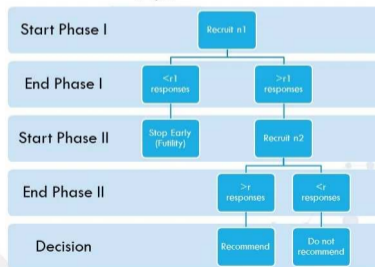 Start Phase I
Recruit n1
End Phase I
<r1
responses
>r1
responses
Start Phase II
Stop Early
(Futility)
Recruit n2
End Phase II
>r
responses
<r
responses
Decision
Recommend
Do not
recommend